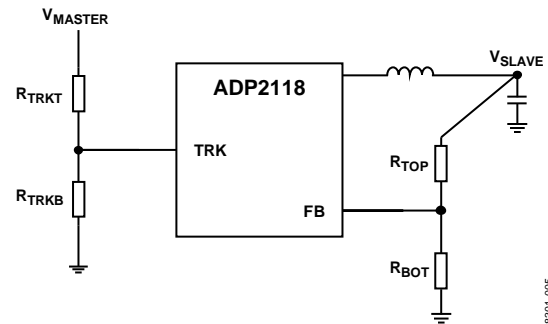 VMASTER
RTRKT
RTRKB
ADP2118
TRK
FB
VSLAVE
RTOP
RBOT